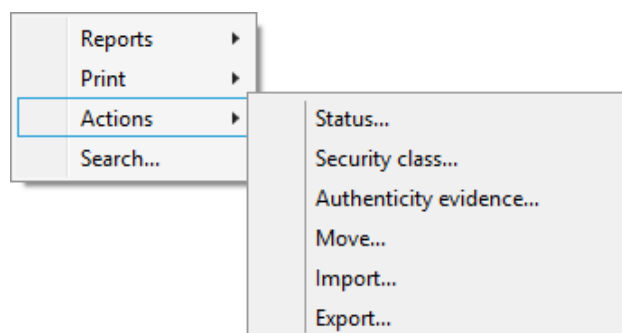 Reports
Print
Actions
Search...
Status...
Security class...
Authenticity evidence...
Move...
Import...
Export...